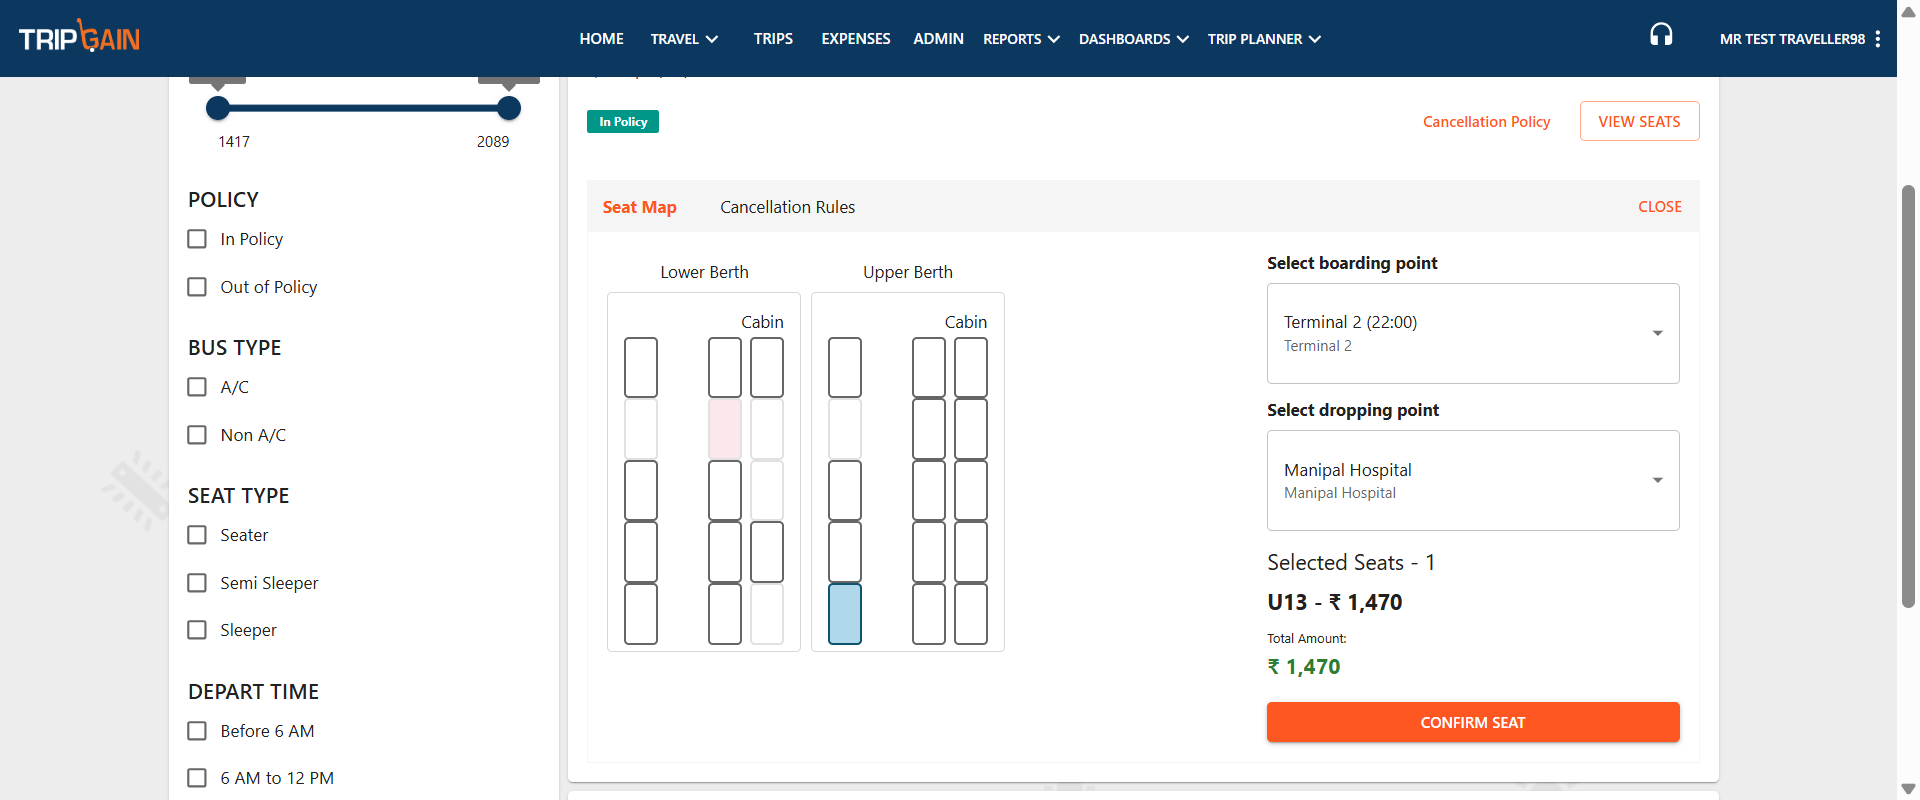 TRIPGAIN
HOME
TRAVEL
TRIPS
EXPENSES
ADMIN
REPORTS
DASHBOARDS
TRIP PLANNER
MR TEST TRAVELLER98
1417
2089
POLICY
In Policy
Out of Policy
BUS TYPE
A/C
Non A/C
SEAT TYPE
Seater
Semi Sleeper
Sleeper
DEPART TIME
Before 6 AM
6 AM to 12 PM
In Policy
Cancellation Policy
VIEW SEATS
Seat Map
Cancellation Rules
CLOSE
Lower Berth
Upper Berth
Cabin
Cabin
Select boarding point
Terminal 2 (22:00)
Terminal 2
Select dropping point
Manipal Hospital
Manipal Hospital
Selected Seats - 1
U13 - ₹ 1,470
Total Amount:
₹ 1,470
CONFIRM SEAT